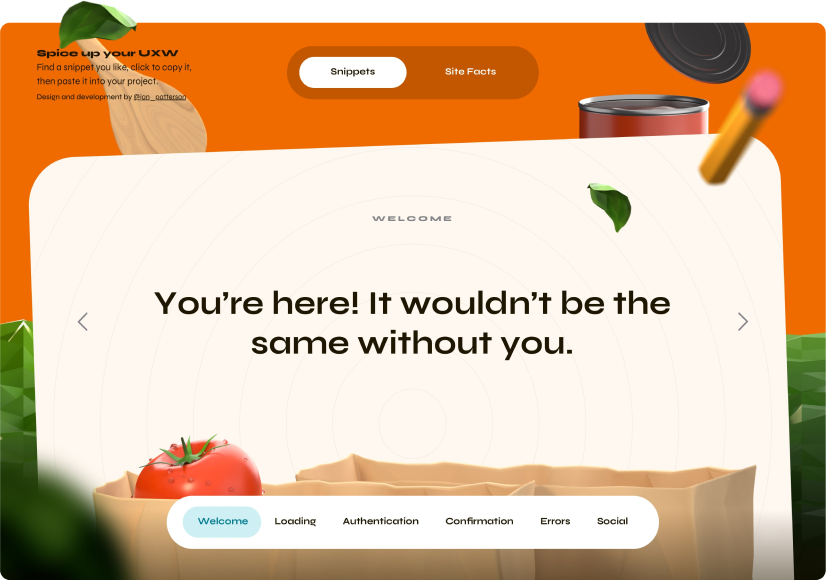 Spice up your UXW
Find a snippet you like, click to copy it,
then paste it into your project.
Design and development by @jon_patterson
Snippets
Site Facts
WELCOME
You're here! It wouldn't be the
same without you.
Welcome
Loading
Authentication
Confirmation
Errors
Social